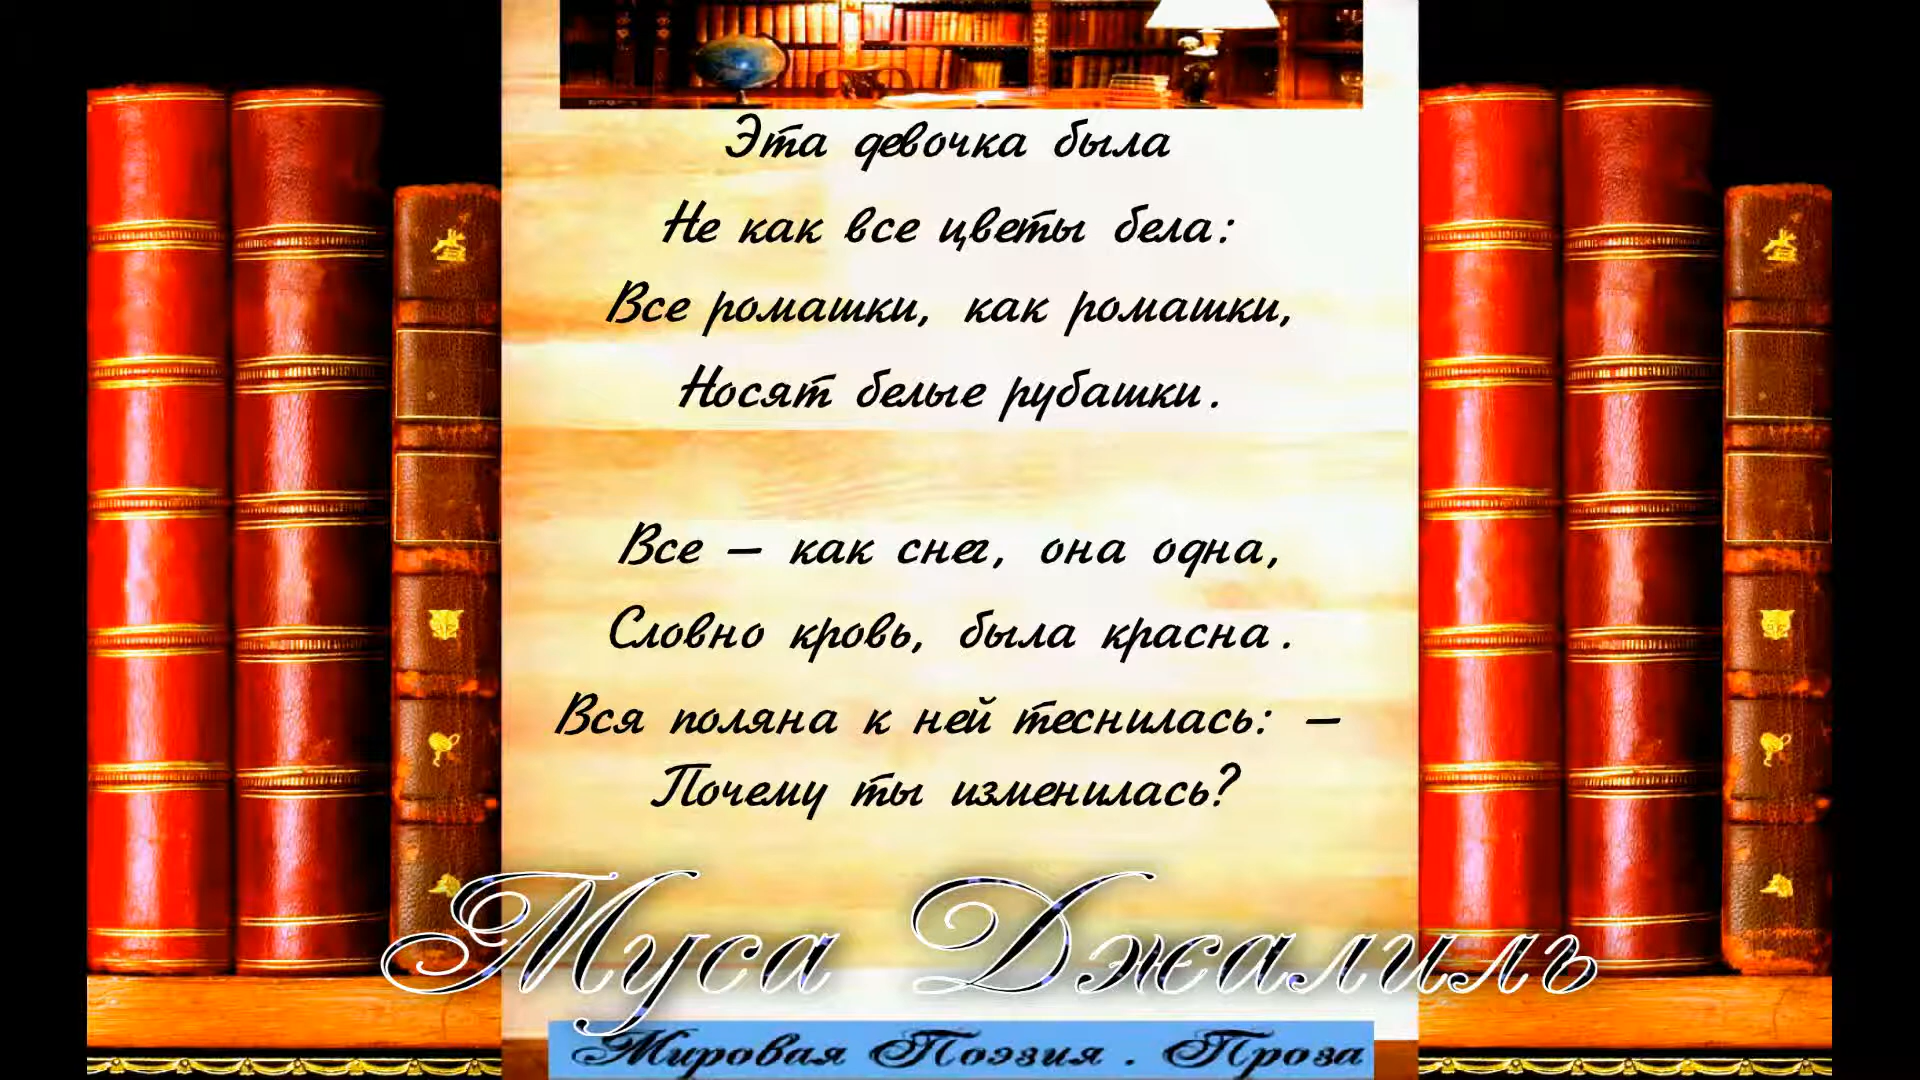 Эта девочка была
Не как все цветы бела:
Все ромашки, как ромашки,
Носят белые рубашки.
Все – как снег, она одна,
Словно кровь, была красна.
Вся поляна к ней теснилась: –
Почему ты изменилась?
Муса Джалиль
Мировая Поэзия . Проза